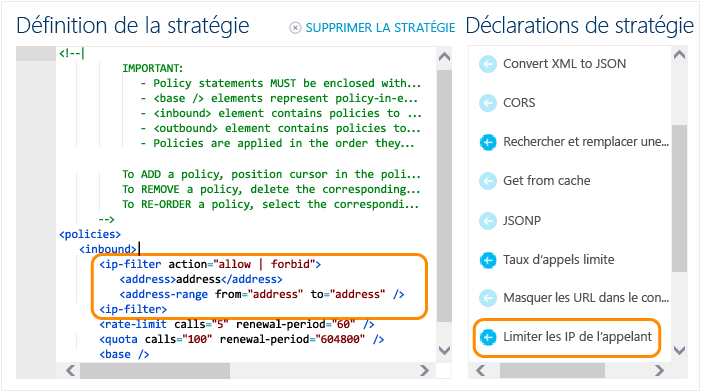 Définition de la stratégie
SUPPRIMER LA STRATÉGIE
<!--
IMPORTANT:
- Policy statements MUST be enclosed with...
- <base /> elements represent policy-in-e...
- <inbound> element contains policies to ...
- <outbound> element contains policies to...
- Policies are applied in the order they...
To ADD a policy, position cursor in the poli...
To REMOVE a policy, delete the corresponding...
To RE-ORDER a policy, select the correspondi...
-->
<policies>
<inbound>
<ip-filter action="allow | forbid">
<address>address</address>
<address-range from="address" to="address" />
<ip-filter>
<rate-limit calls="5" renewal-period="60" />
<quota calls="100" renewal-period="604800" />
<base />
Déclarations de stratégie
Convert XML to JSON
CORS
Rechercher et remplacer une...
Get from cache
JSONP
Taux d'appels limite
Masquer les URL dans le con...
Limiter les IP de l'appelant